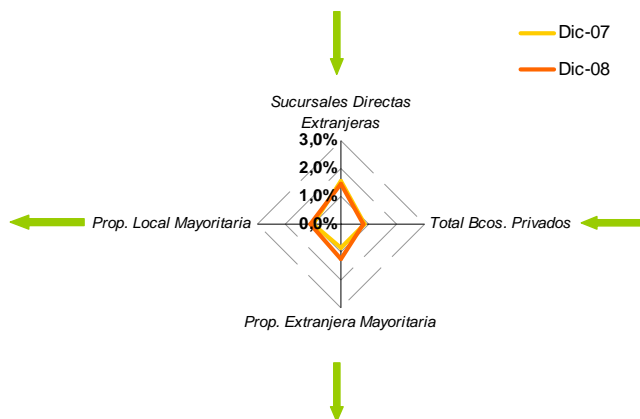 Dic-07
Dic-08
Sucursales Directas
Extranjeras
3,0%
2,0%
1,0%
0,0%
Prop. Local Mayoritaria
Total Bcos. Privados
Prop. Extranjera Mayoritaria